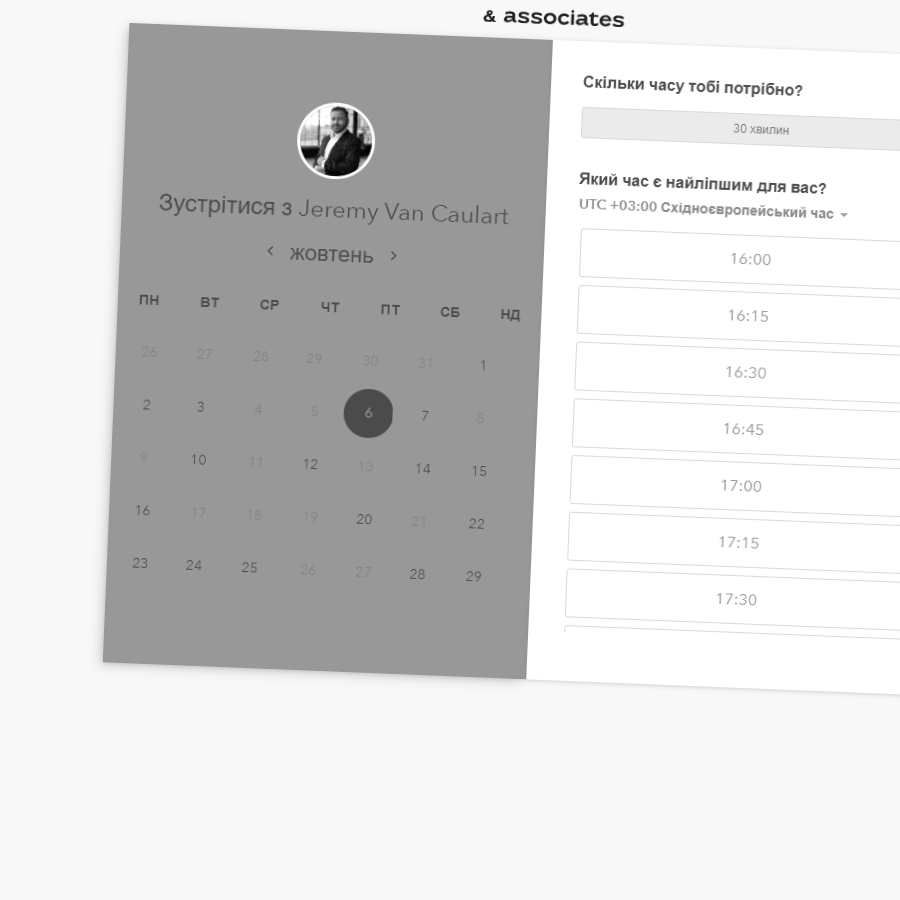 & associates
Зустрітися з Jeremy Van Caulart
жовтень
ПН ВТ СР ЧТ ПТ СБ НД
26 27 28 29 30 31 1
2 3 4 5 6 7 8
9 10 11 12 13 14 15
16 17 18 19 20 21 22
23 24 25 26 27 28 29
Скільки часу тобі потрібно?
30 хвилин
Який час є найліпшим для вас?
UTC +03:00 Східноєвропейський час
16:00
16:15
16:30
16:45
17:00
17:15
17:30